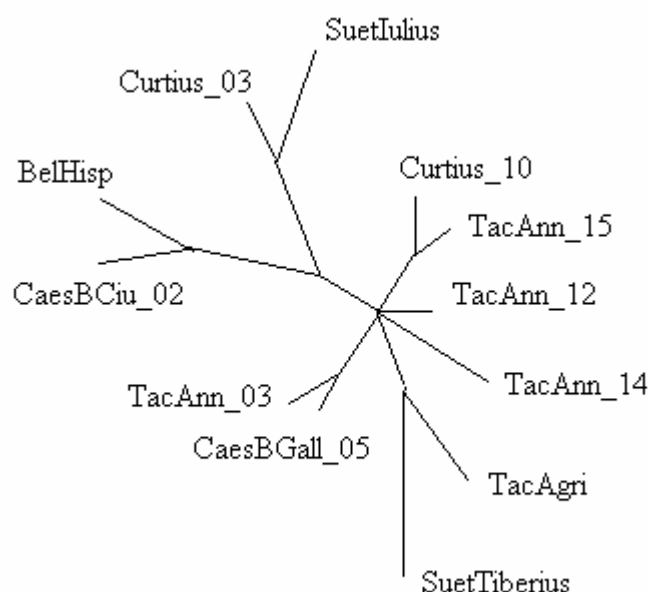 SuetIulius
Curtius_03
Curtius_10
BelHisp
TacAnn_15
CaesBCiu_02
TacAnn_12
TacAnn_14
TacAnn_03
CaesBGall_05
TacAgri
SuetTiberius